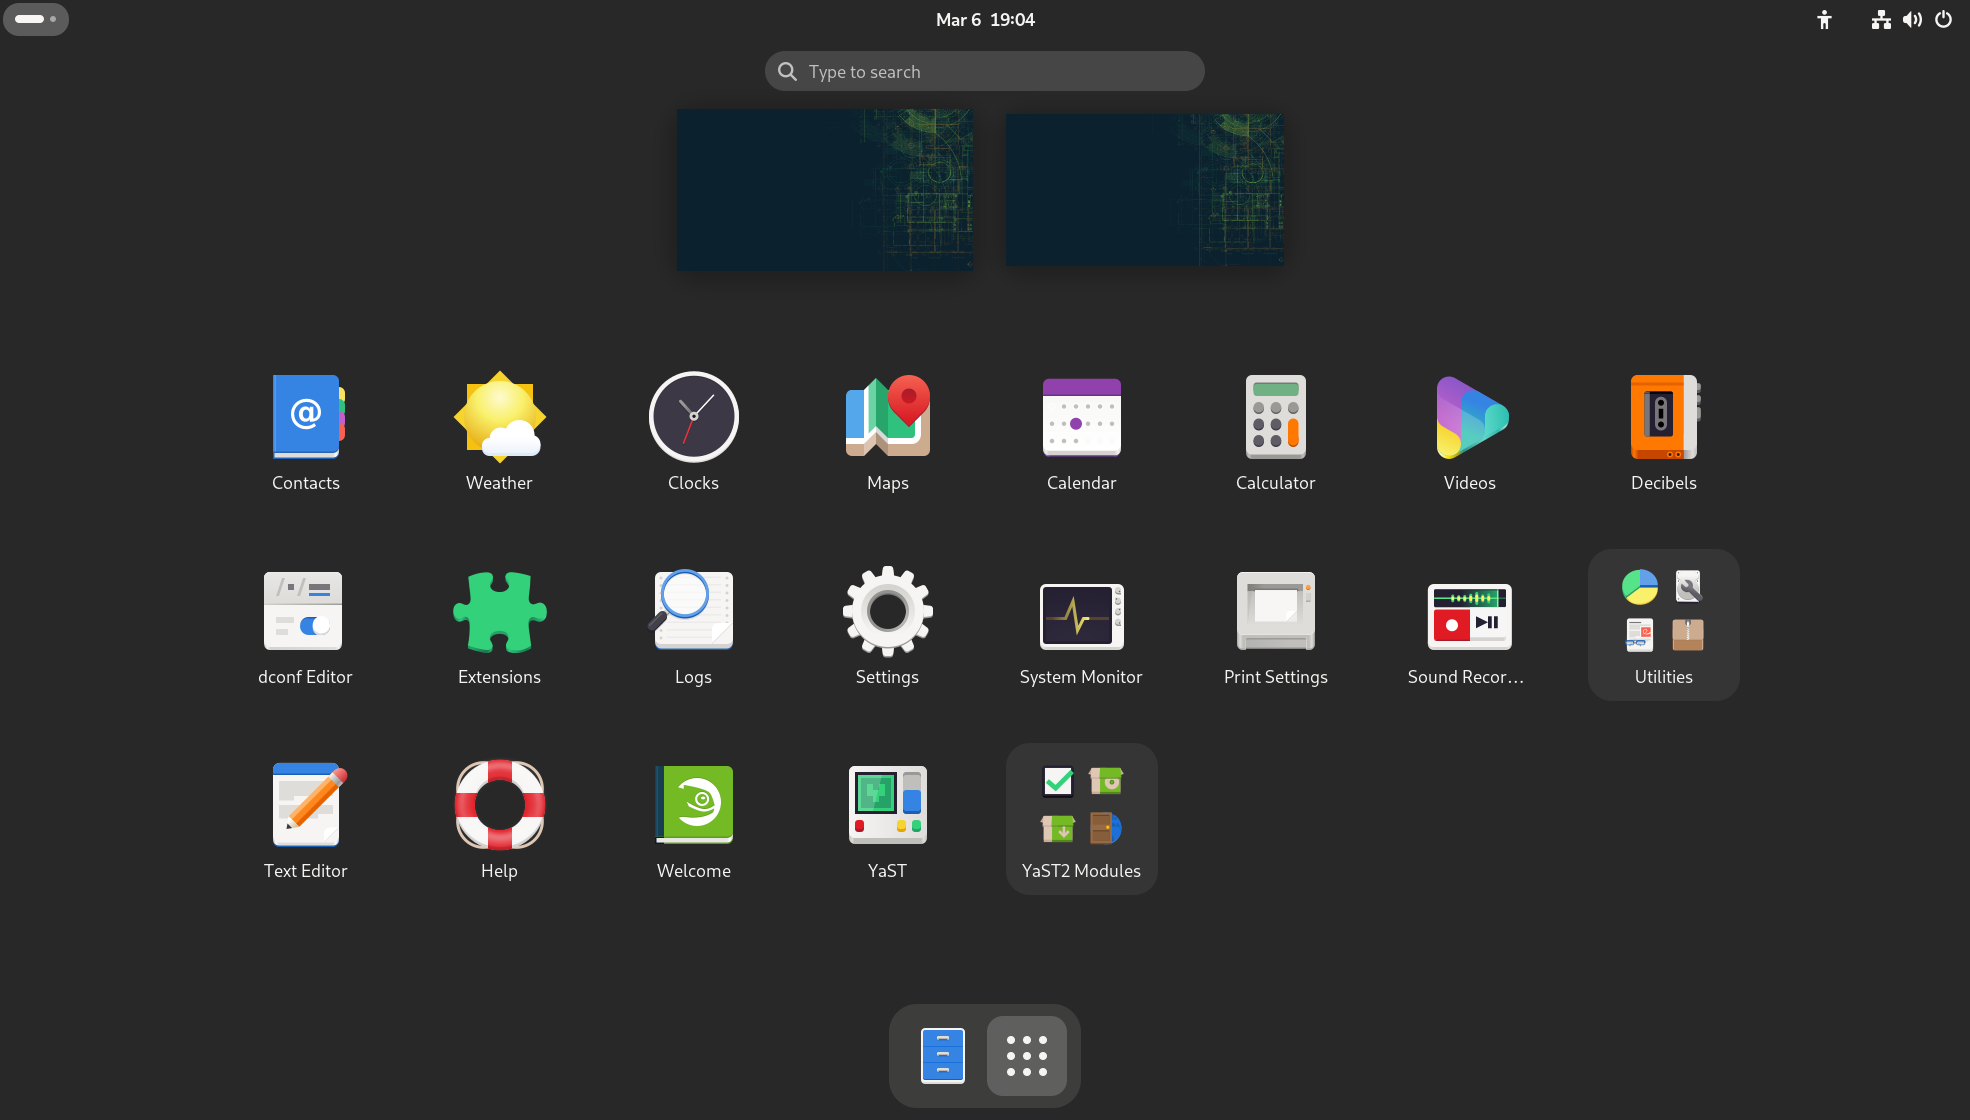 Mar 6 19:04
Type to search
Contacts
Weather
Clocks
Maps
Calendar
Calculator
Videos
Decibels
dconf Editor
Extensions
Logs
Settings
System Monitor
Print Settings
Sound Recor...
Utilities
Text Editor
Help
Welcome
YaST
YaST2 Modules